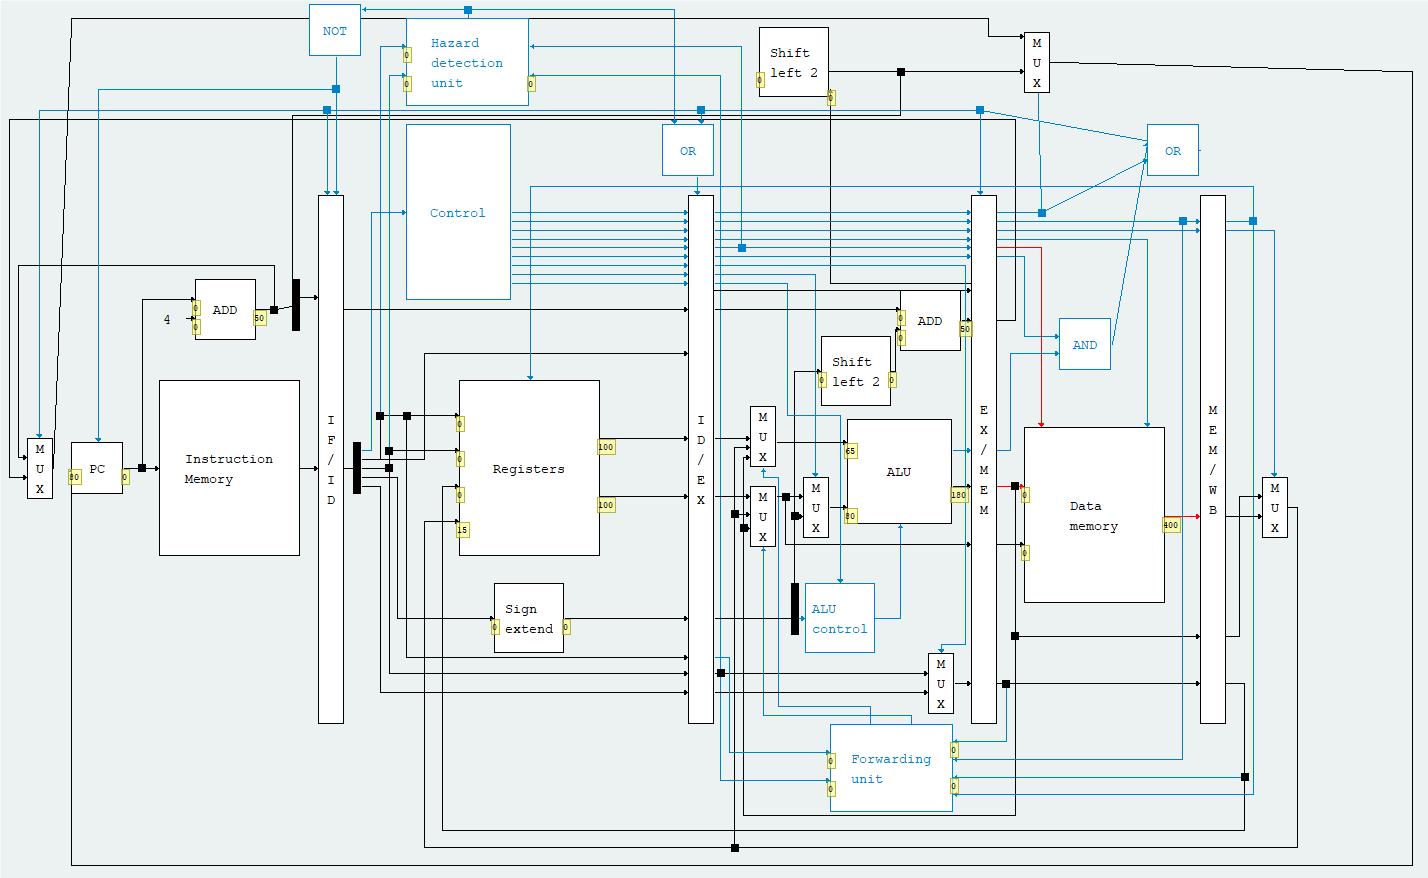 NOT
Hazard
detection
unit
0
0
0
Shift
left 2
0
0
M
U
X
OR
OR
Control
4
ADD
0
0
50
M
U
X
PC
80
0
Instruction
Memory
I
F
/
I
D
Registers
0
0
0
15
100
100
Sign
extend
0
0
I
D
/
E
X
M
U
X
M
U
X
M
U
X
Shift
left 2
0
0
ADD
0
0
50
ALU
65
80
180
ALU
control
M
U
X
E
X
/
M
E
M
AND
Data
memory
0
0
400
M
E
M
/
W
B
M
U
X
Forwarding
unit
0
0
0
0